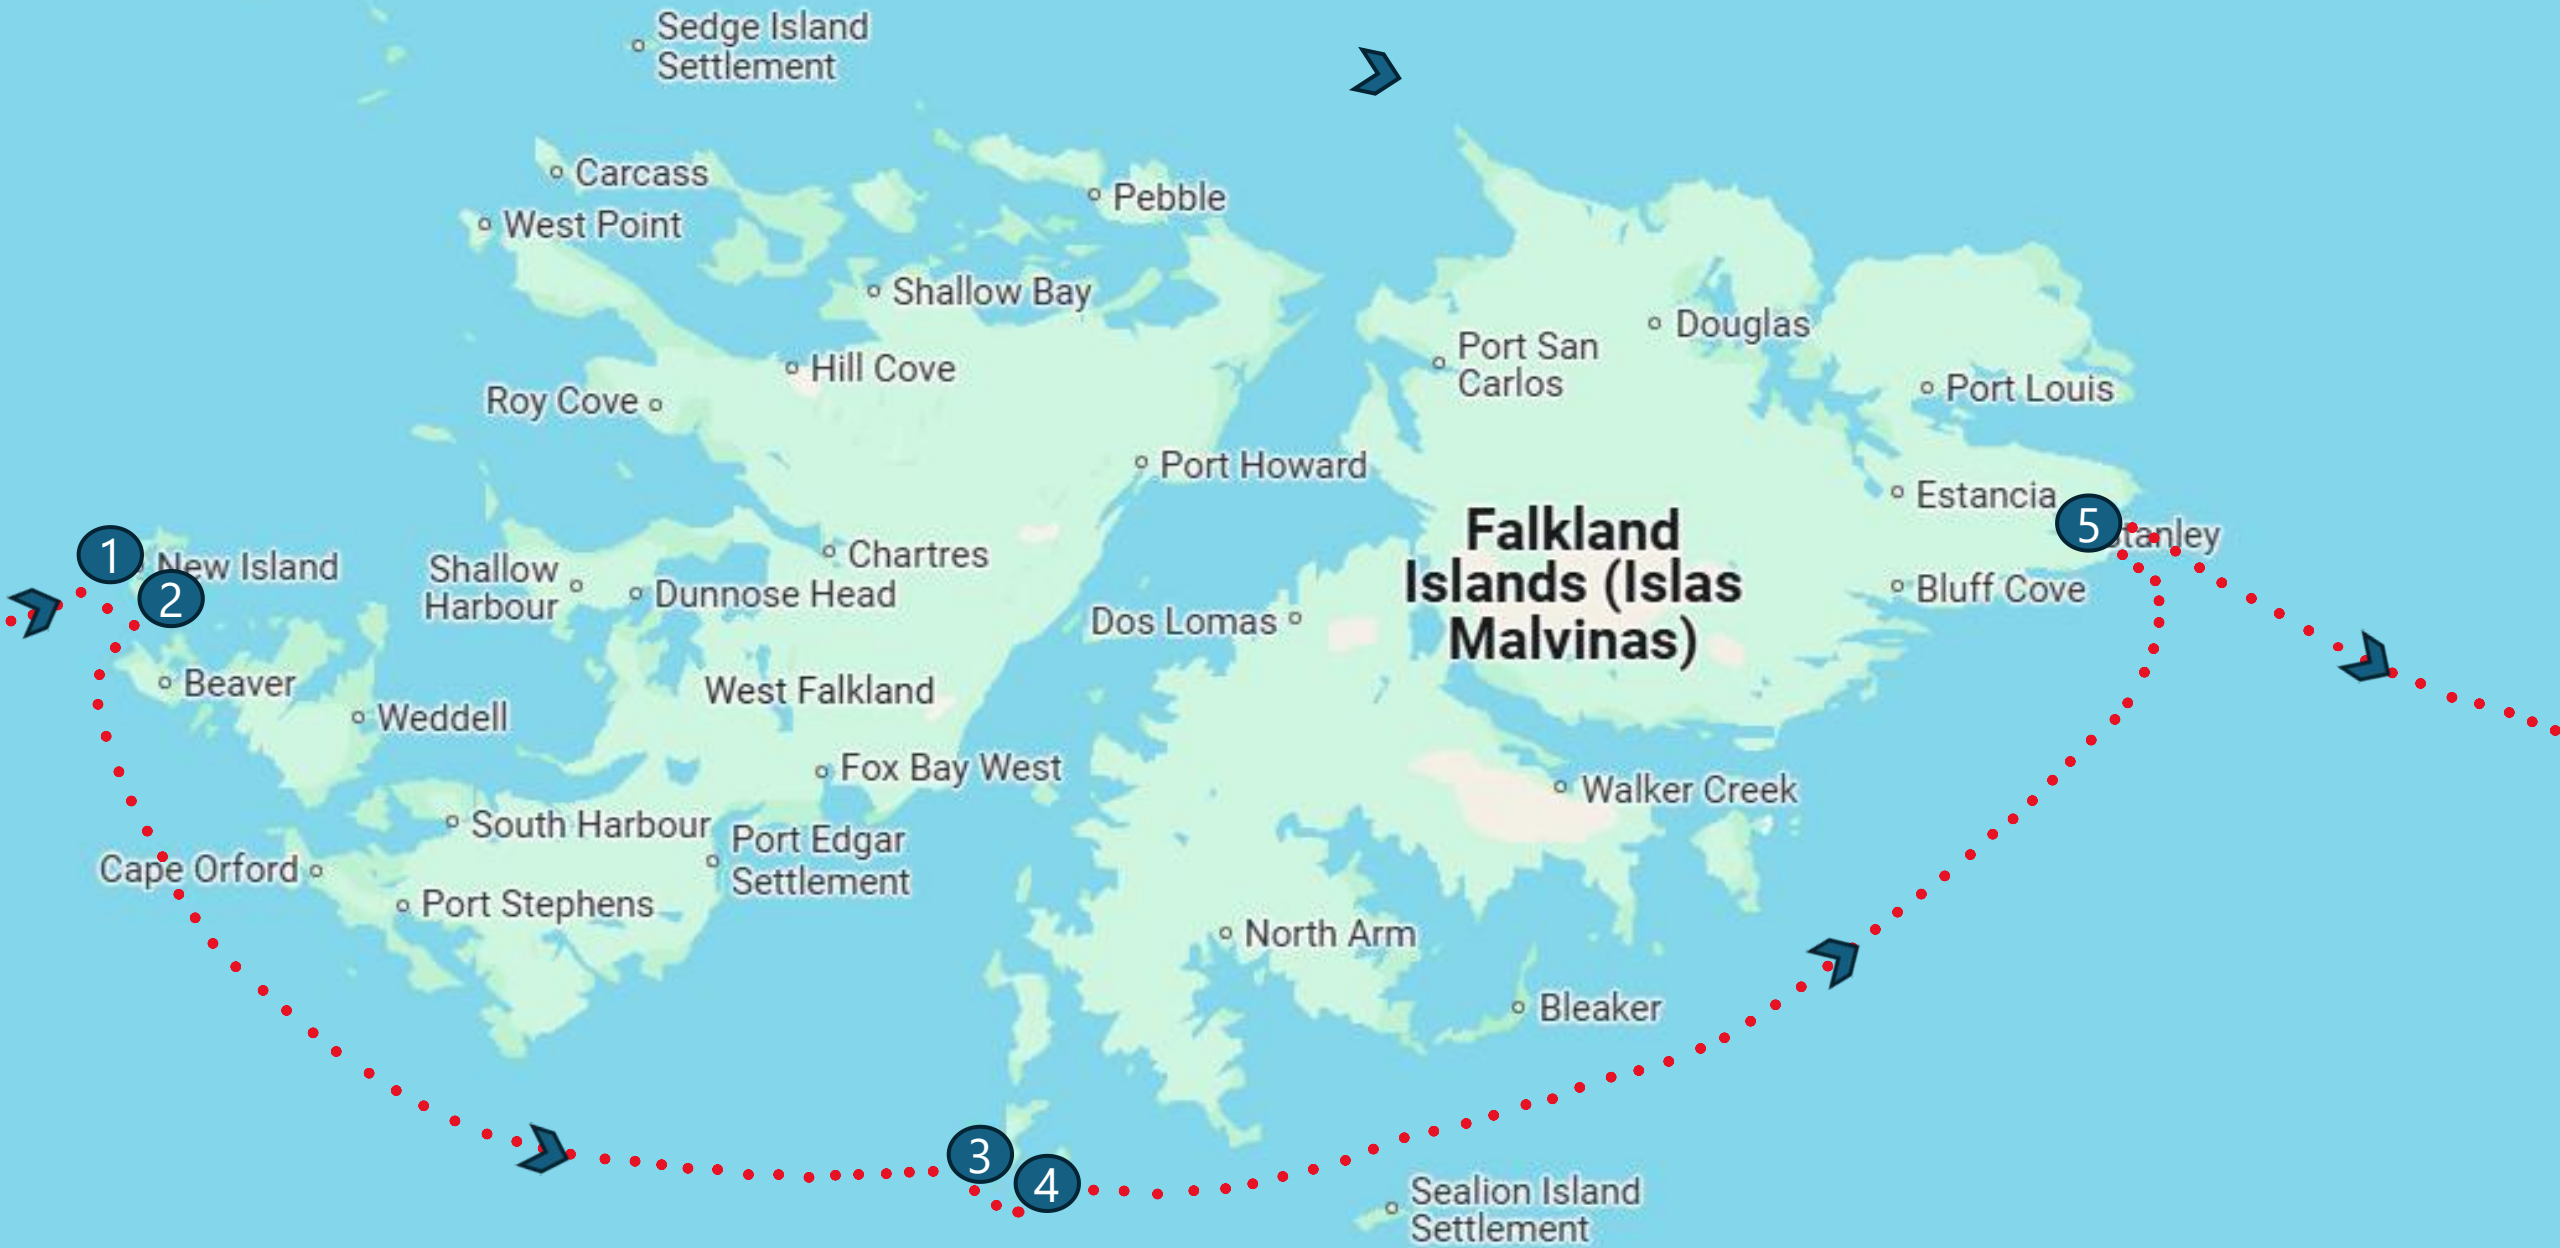 Sedge Island
Settlement
Carcass
West Point
Pebble
Shallow Bay
Hill Cove
Roy Cove
Port San
Carlos
Douglas
Port Louis
Port Howard
Estancia
Falkland
Islands (Islas
Malvinas)
5
tanley
1
New Island
2
Shallow
Harbour
Chartres
Dunnose Head
Dos Lomas
Bluff Cove
Beaver
Weddell
West Falkland
Fox Bay West
Walker Creek
South Harbour
Port Edgar
Settlement
Cape Orford
Port Stephens
North Arm
Bleaker
3
4
Sealion Island
Settlement